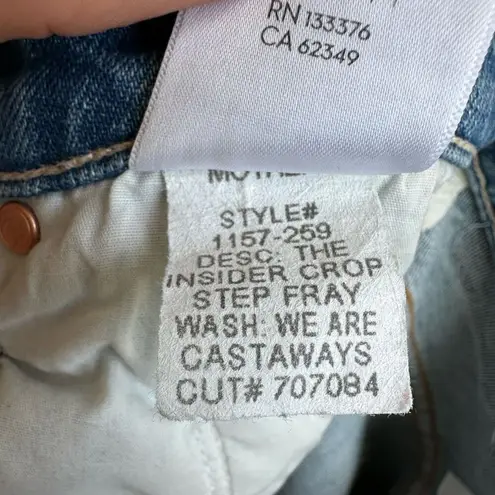 RN 133376
CA 62349
STYLE#
1157-259
DESC: THE
INSIDER CROP
STEP FRAY
WASH: WE ARE
CASTAWAYS
CUT# 707084